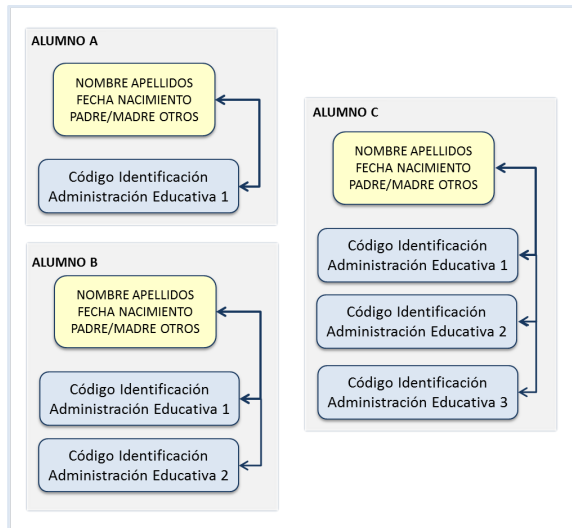 ALUMNO A
NOMBRE APELLIDOS
FECHA NACIMIENTO
PADRE/MADRE OTROS
Código Identificación
Administración Educativa 1
ALUMNO B
NOMBRE APELLIDOS
FECHA NACIMIENTO
PADRE/MADRE OTROS
Código Identificación
Administración Educativa 1
Código Identificación
Administración Educativa 2
ALUMNO C
NOMBRE APELLIDOS
FECHA NACIMIENTO
PADRE/MADRE OTROS
Código Identificación
Administración Educativa 1
Código Identificación
Administración Educativa 2
Código Identificación
Administración Educativa 3